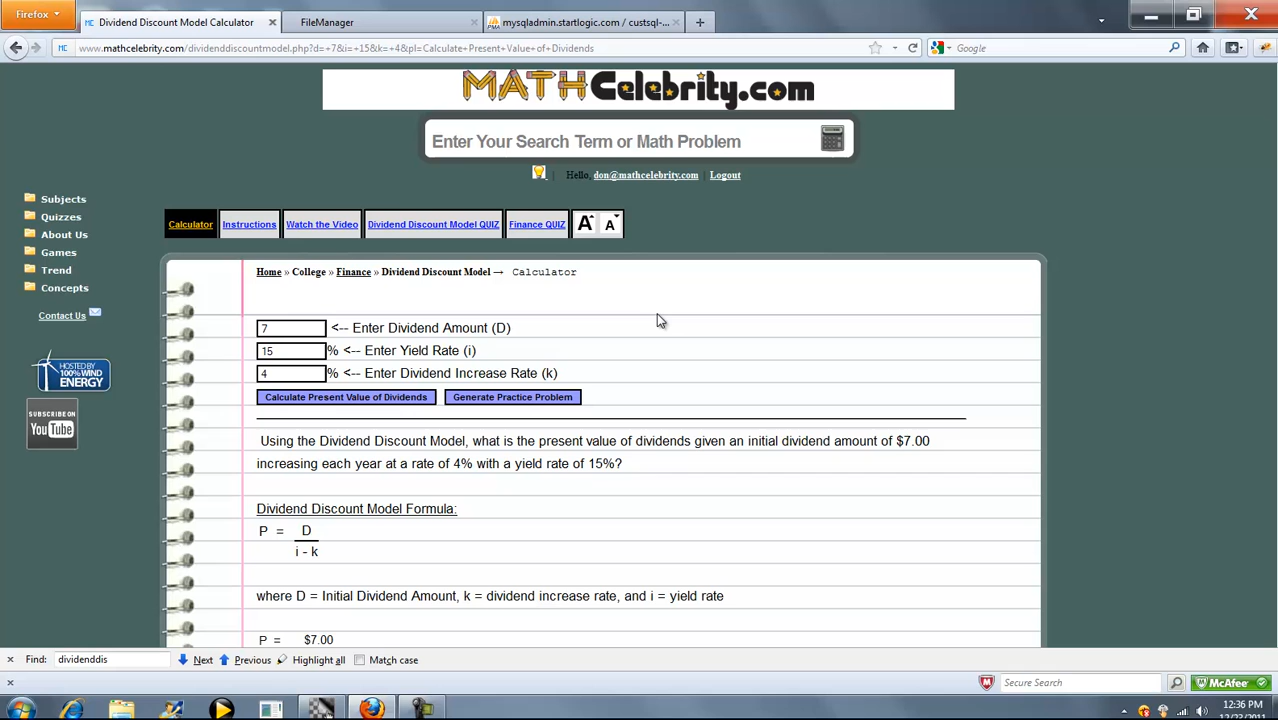 Firefox
Dividend Discount Model Calculator
FileManager
mysqladmin.startlogic.com / custsql-...
www.mathcelebrity.com/dividenddiscountmodel.php?d=+7&i=+15&k=+4&pl=Calculate+Present+Value+of+Dividends
Google
MATHCelebrity.com
Enter Your Search Term or Math Problem
Hello, don@mathcelebrity.com | Logout
Subjects
Quizzes
About Us
Games
Trend
Concepts
Contact Us
HOSTED BY
100% WIND
ENERGY
SUBSCRIBE ON
YouTube
Calculator
Instructions
Watch the Video
Dividend Discount Model QUIZ
Finance QUIZ
A A
Home » College » Finance » Dividend Discount Model → Calculator
7 <-- Enter Dividend Amount (D)
15 % <-- Enter Yield Rate (i)
4 % <-- Enter Dividend Increase Rate (k)
Calculate Present Value of Dividends
Generate Practice Problem
Using the Dividend Discount Model, what is the present value of dividends given an initial dividend amount of $7.00
increasing each year at a rate of 4% with a yield rate of 15%?
Dividend Discount Model Formula:
P = D
i - k
where D = Initial Dividend Amount, k = dividend increase rate, and i = yield rate
P = $7.00
Find: dividenddis
Next
Previous
Highlight all
Match case
Secure Search
McAfee
12:36 PM